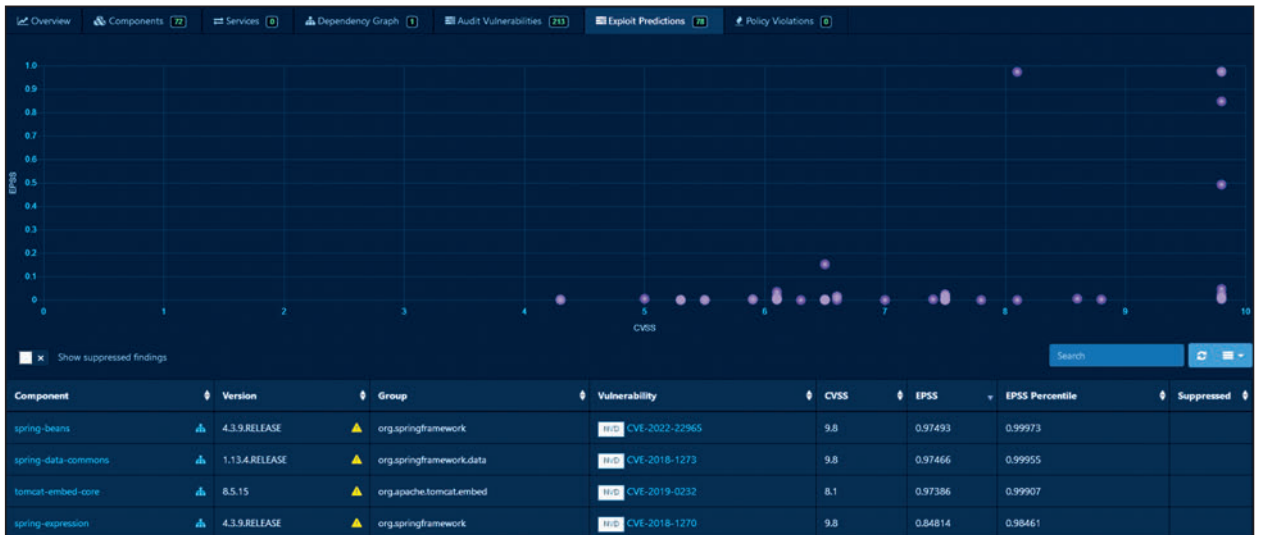 Overview Components 72 Services 0 Dependency Graph 1 Audit Vulnerabilities 213 Exploit Predictions 78 Policy Violations 0
1.0
0.9
0.8
0.7
0.6
0.5
0.4
0.3
0.2
0.1
0
EPSS
0 1 2 3 4 5 6 7 8 9 10
CVSS
Show suppressed findings Search
Component Version Group Vulnerability CVSS EPSS EPSS Percentile Suppressed
spring-beans 4.3.9.RELEASE org.springframework NVD CVE-2022-22965 9.8 0.97493 0.99973
spring-data-commons 1.13.4.RELEASE org.springframework.data NVD CVE-2018-1273 9.8 0.97466 0.99955
tomcat-embed-core 8.5.15 org.apache.tomcat.embed NVD CVE-2019-0232 8.1 0.97386 0.99907
spring-expression 4.3.9.RELEASE org.springframework NVD CVE-2018-1270 9.8 0.84814 0.98461